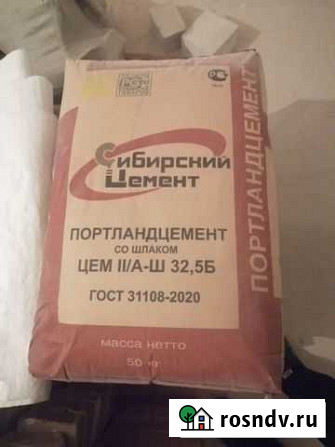 Сибирский
Цемент
ПОРТЛАНДЦЕМЕНТ
СО ШЛАКОМ
ЦЕМ II/А-Ш 32,5Б
ГОСТ 31108-2020
масса нетто
50 кг
ПОРТЛАНДЦЕМЕНТ
rosndv.ru